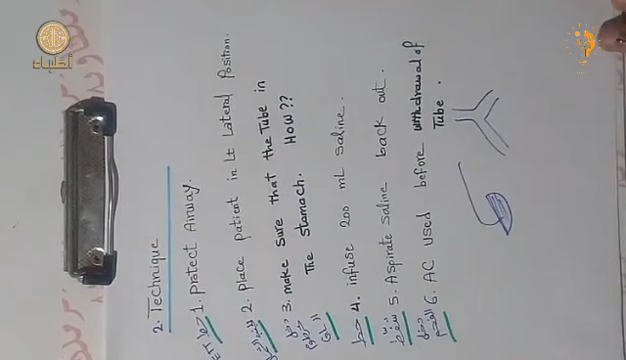 أطباء
2. Technique
1. protect Airway.
2. place patient in Lt Lateral Position.
3. make sure that the Tube in
The stomach. How??
4. infuse 200 mL saline.
5. Aspirate saline back out.
6. AC used before withdrawal of
Tube.